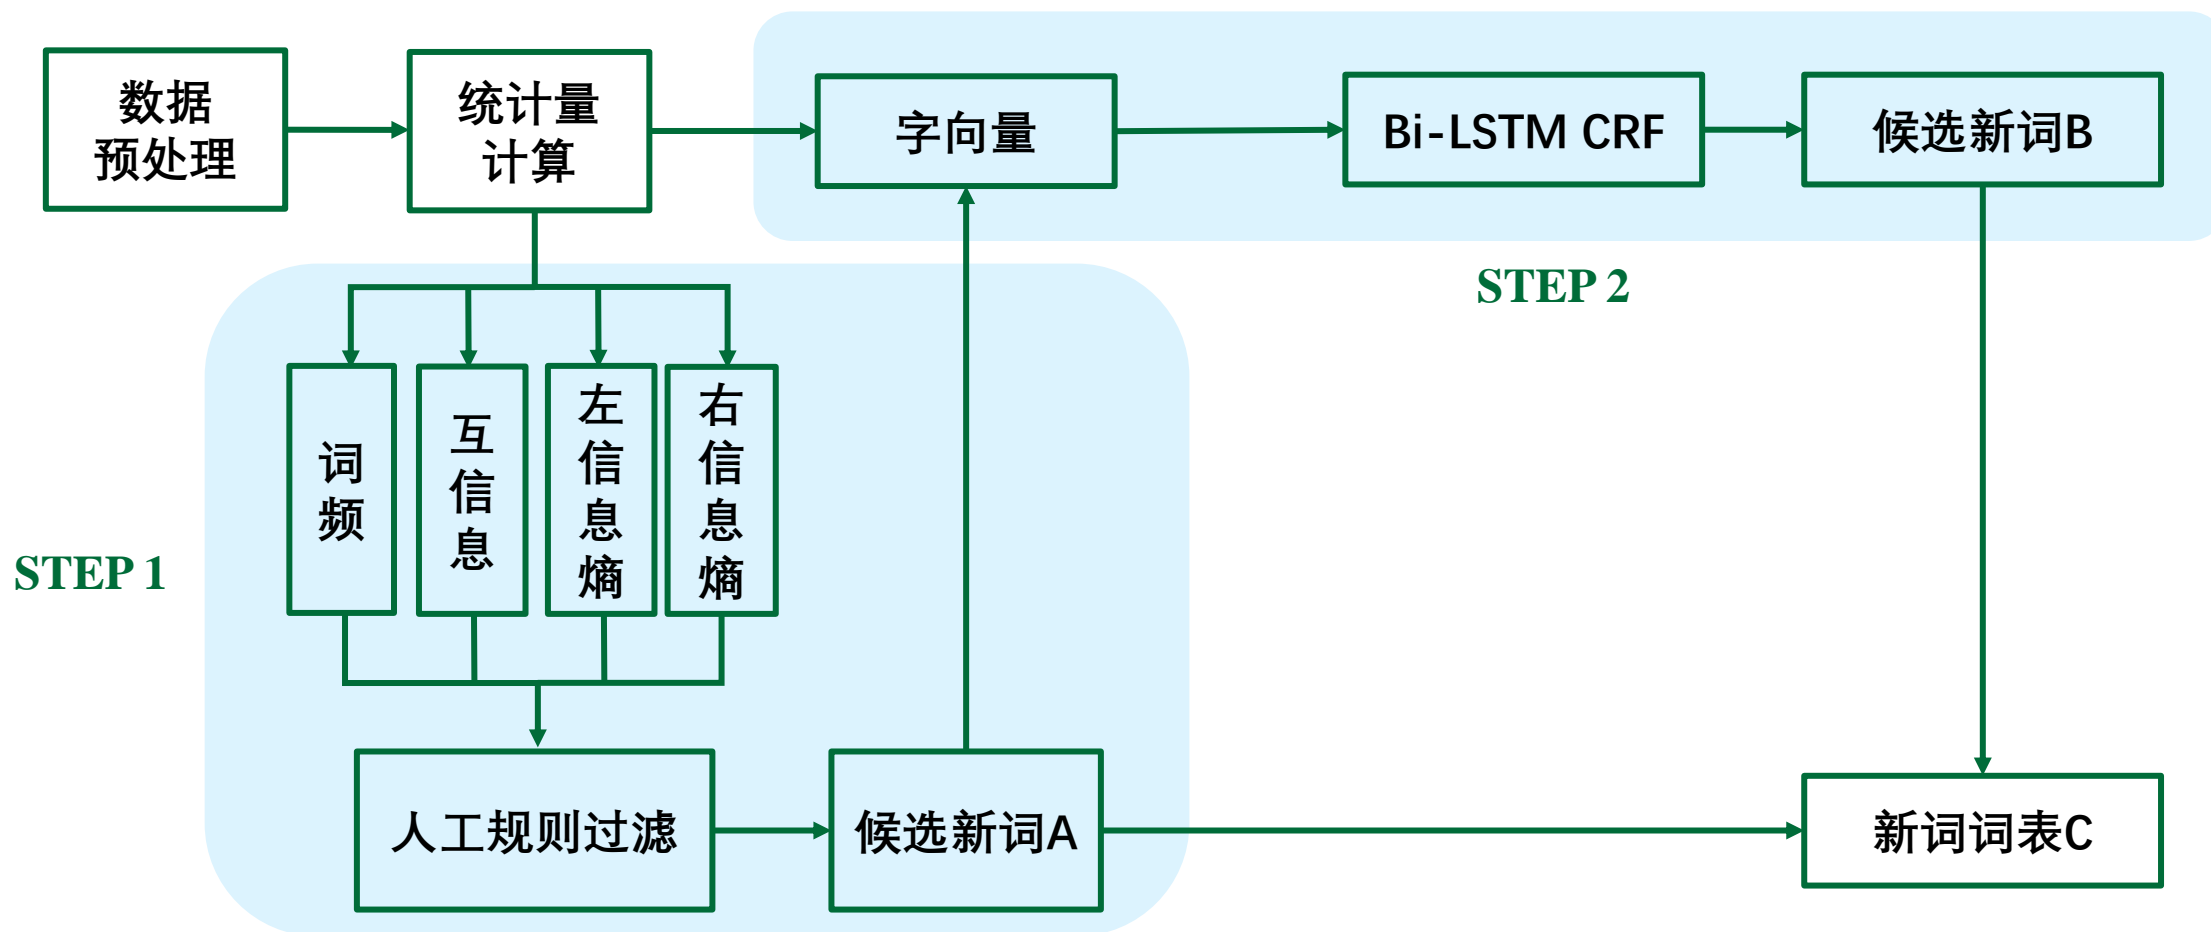 数据
预处理
统计量
计算
字向量
Bi-LSTM CRF
候选新词B
STEP 2
词频
互信息
左信息熵
右信息熵
STEP 1
人工规则过滤
候选新词A
新词词表C